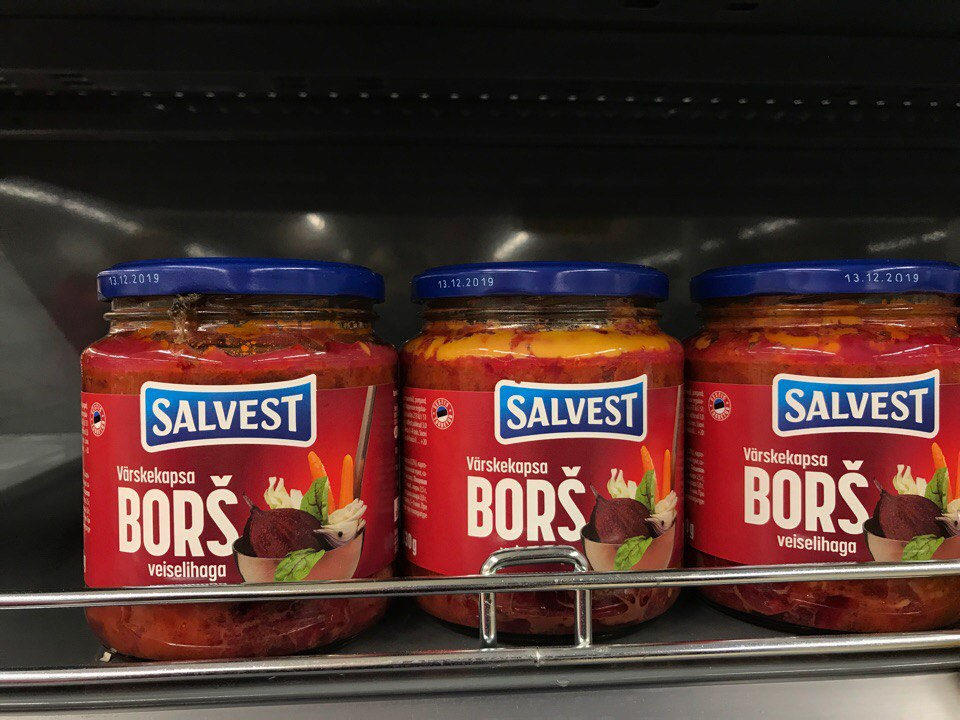 13.12.2019
SALVEST
Värskekapsa
BORŠ
veiselihaga
13.12.2019
SALVEST
Värskekapsa
BORŠ
13.12.2019
SALVEST
Värskekapsa
BORŠ
veiselihaga